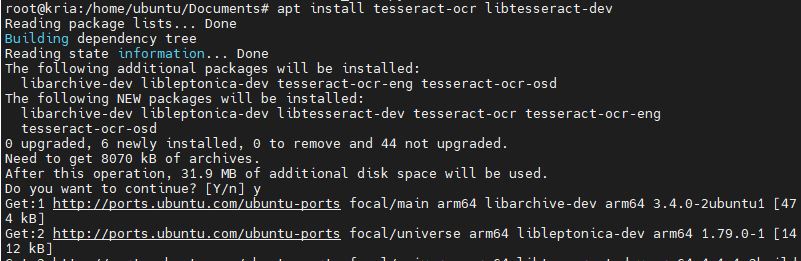 root@kria:/home/ubuntu/Documents# apt install tesseract-ocr libtesseract-dev
Reading package lists... Done
Building dependency tree
Reading state information... Done
The following additional packages will be installed:
  libarchive-dev libleptonica-dev tesseract-ocr-eng tesseract-ocr-osd
The following NEW packages will be installed:
  libarchive-dev libleptonica-dev libtesseract-dev tesseract-ocr tesseract-ocr-eng
  tesseract-ocr-osd
0 upgraded, 6 newly installed, 0 to remove and 44 not upgraded.
Need to get 8070 kB of archives.
After this operation, 31.9 MB of additional disk space will be used.
Do you want to continue? [Y/n] y
Get:1 http://ports.ubuntu.com/ubuntu-ports focal/main arm64 libarchive-dev arm64 3.4.0-2ubuntu1 [47
4 kB]
Get:2 http://ports.ubuntu.com/ubuntu-ports focal/universe arm64 libleptonica-dev arm64 1.79.0-1 [14
12 kB]